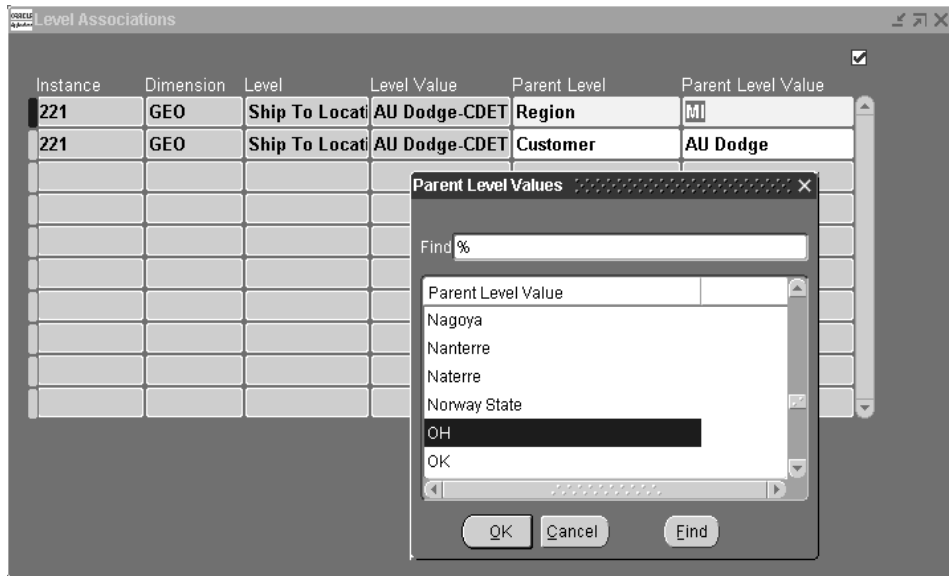 ORACLE
Level Associations
Instance Dimension Level Level Value Parent Level Parent Level Value
221 GEO Ship To Locati AU Dodge-CDET Region MI
221 GEO Ship To Locati AU Dodge-CDET Customer AU Dodge
Parent Level Values
Find %
Parent Level Value
Nagoya
Nanterre
Naterre
Norway State
OH
OK
OK Cancel Find